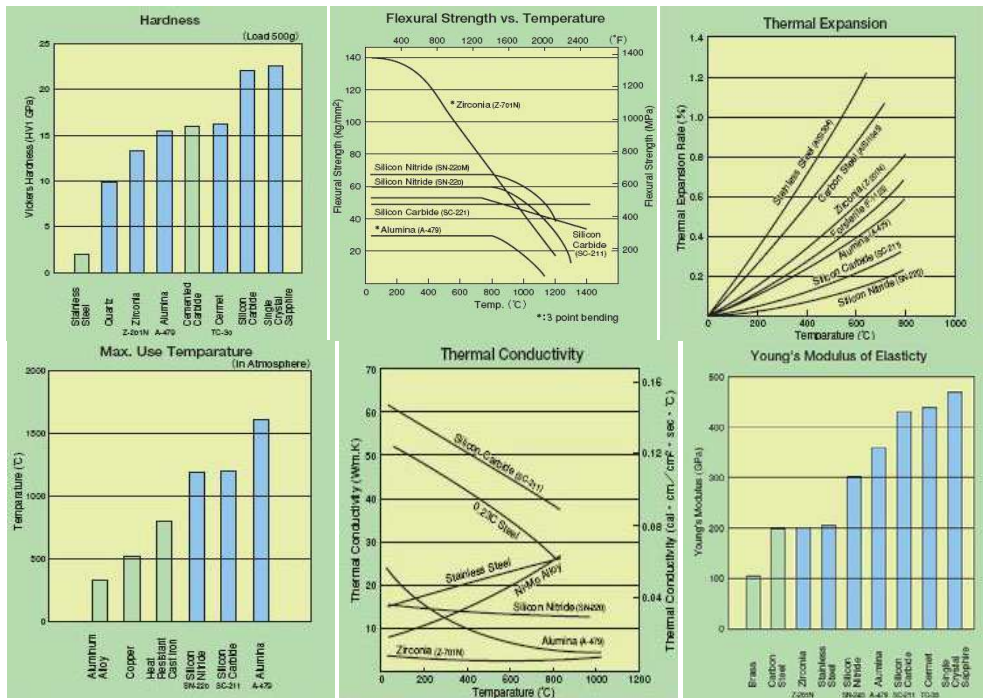 Hardness
(Load 500g)
Vickers Hardness (HV1 GPa)
25
20
15
10
5
0
Stainless Steel
Quartz
Zirconia
Z-201N
Alumina
A-479
Cemented Carbide
Cermet
TC-30
Silicon Carbide
Single Crystal Sapphire
Flexural Strength vs. Temperature
400 800 1200 1600 2000 2400 (°F)
Flexural Strength (kg/mm²)
140
120
100
80
60
40
20
1400
1200
1000
800
600
400
200
Flexural Strength (MPa)
*Zirconia (Z-701N)
Silicon Nitride (SN-220M)
Silicon Nitride (SN-220)
Silicon Carbide (SC-221)
*Alumina (A-479)
Silicon
Carbide
(SC-211)
0 200 400 600 800 1000 1200 1400
Temp. (°C)
*:3 point bending
Thermal Expansion
Thermal Expansion Rate (%)
1.4
1.2
1.0
0.8
0.6
0.4
0.2
Stainless Steel (AISI304)
Carbon Steel (AISI1045)
Zirconia (Z-201N)
Forsterite (F-1123)
Alumina (A-479)
Silicon Carbide (SC-211)
Silicon Nitride (SN-220)
0 200 400 600 800 1000
Temparature (°C)
Max. Use Temparature
(In Atmosphere)
Temparature (°C)
2000
1500
1000
500
0
Aluminum Alloy
Copper
Heat Resistant Cast Iron
Silicon Nitride
SN-220
Silicon Carbide
SC-211
Alumina
A-479
Thermal Conductivity
Thermal Conductivity (W/m.K)
70
60
50
40
30
20
10
0.16
0.12
0.08
0.04
Thermal Conductivity (cal・cm/cm²・sec・°C)
Silicon Carbide (SC-211)
0.23C Steel
Stainless Steel
Ni-Mo Alloy
Silicon Nitride (SN-220)
Alumina (A-479)
Zirconia (Z-701N)
0 200 400 600 800 1000
Temparature (°C)
Young's Modulus of Elasticty
Young's Modulus (GPa)
500
400
300
200
100
0
Brass
Carbon Steel
Zirconia
Z-201N
Stainless Steel
Silicon Nitride
SN-220
Alumina
A-479
Silicon Carbide
SC-211
Cermet
TC-30
Single Crystal Sapphire